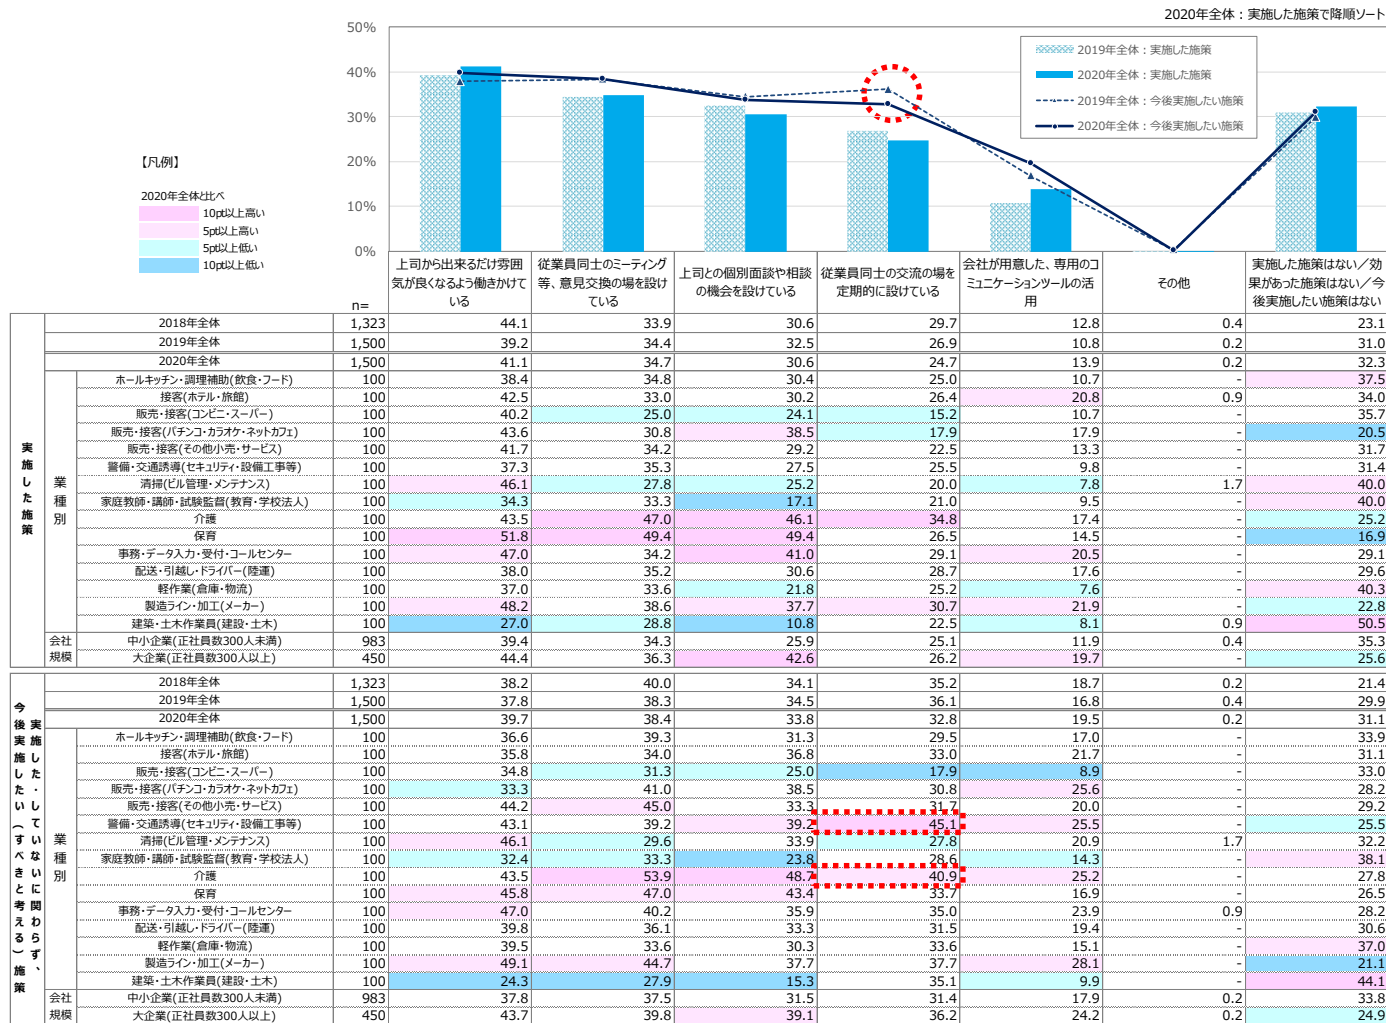 2020年全体：実施した施策で降順ソート
50%
40%
30%
20%
10%
0%
2019年全体：実施した施策
2020年全体：実施した施策
2019年全体：今後実施したい施策
2020年全体：今後実施したい施策
【凡例】
2020年全体と比べ
10pt以上高い
5pt以上高い
5pt以上低い
10pt以上低い
n=
上司から出来るだけ雰囲
気が良くなるよう働きかけて
いる
従業員同士のミーティング
等、意見交換の場を設け
ている
上司との個別面談や相談
の機会を設けている
従業員同士の交流の場を
定期的に設けている
会社が用意した、専用のコ
ミュニケーションツールの活
用
その他
実施した施策はない／効
果があった施策はない／今
後実施したい施策はない
実施した施策
2018年全体 1,323 44.1 33.9 30.6 29.7 12.8 0.4 23.1
2019年全体 1,500 39.2 34.4 32.5 26.9 10.8 0.2 31.0
2020年全体 1,500 41.1 34.7 30.6 24.7 13.9 0.2 32.3
業種別
ホールキッチン・調理補助(飲食・フード) 100 38.4 34.8 30.4 25.0 10.7 - 37.5
接客(ホテル・旅館) 100 42.5 33.0 30.2 26.4 20.8 0.9 34.0
販売・接客(コンビニ・スーパー) 100 40.2 25.0 24.1 15.2 10.7 - 35.7
販売・接客(パチンコ・カラオケ・ネットカフェ) 100 43.6 30.8 38.5 17.9 17.9 - 20.5
販売・接客(その他小売・サービス) 100 41.7 34.2 29.2 22.5 13.3 - 31.7
警備・交通誘導(セキュリティ・設備工事等) 100 37.3 35.3 27.5 25.5 9.8 - 31.4
清掃(ビル管理・メンテナンス) 100 46.1 27.8 25.2 20.0 7.8 1.7 40.0
家庭教師・講師・試験監督(教育・学校法人) 100 34.3 33.3 17.1 21.0 9.5 - 40.0
介護 100 43.5 47.0 46.1 34.8 17.4 - 25.2
保育 100 51.8 49.4 49.4 26.5 14.5 - 16.9
事務・データ入力・受付・コールセンター 100 47.0 34.2 41.0 29.1 20.5 - 29.1
配送・引越し・ドライバー(陸運) 100 38.0 35.2 30.6 28.7 17.6 - 29.6
軽作業(倉庫・物流) 100 37.0 33.6 21.8 25.2 7.6 - 40.3
製造ライン・加工(メーカー) 100 48.2 38.6 37.7 30.7 21.9 - 22.8
建築・土木作業員(建設・土木) 100 27.0 28.8 10.8 22.5 8.1 0.9 50.5
会社規模
中小企業(正社員数300人未満) 983 39.4 34.3 25.9 25.1 11.9 0.4 35.3
大企業(正社員数300人以上) 450 44.4 36.3 42.6 26.2 19.7 - 25.6
実施した・していないに関わらず、
今後実施したい(すべきと考える)施策
2018年全体 1,323 38.2 40.0 34.1 35.2 18.7 0.2 21.4
2019年全体 1,500 37.8 38.3 34.5 36.1 16.8 0.4 29.9
2020年全体 1,500 39.7 38.4 33.8 32.8 19.5 0.2 31.1
業種別
ホールキッチン・調理補助(飲食・フード) 100 36.6 39.3 31.3 29.5 17.0 - 33.9
接客(ホテル・旅館) 100 35.8 34.0 36.8 33.0 21.7 - 31.1
販売・接客(コンビニ・スーパー) 100 34.8 31.3 25.0 17.9 8.9 - 33.0
販売・接客(パチンコ・カラオケ・ネットカフェ) 100 33.3 41.0 38.5 30.8 25.6 - 28.2
販売・接客(その他小売・サービス) 100 44.2 45.0 33.3 31.7 20.0 - 29.2
警備・交通誘導(セキュリティ・設備工事等) 100 43.1 39.2 39.2 45.1 25.5 - 25.5
清掃(ビル管理・メンテナンス) 100 46.1 29.6 33.9 27.8 20.9 1.7 32.2
家庭教師・講師・試験監督(教育・学校法人) 100 32.4 33.3 23.8 28.6 14.3 - 38.1
介護 100 43.5 53.9 48.7 40.9 25.2 - 27.8
保育 100 45.8 47.0 43.4 33.7 16.9 - 26.5
事務・データ入力・受付・コールセンター 100 47.0 40.2 35.9 35.0 23.9 0.9 28.2
配送・引越し・ドライバー(陸運) 100 39.8 36.1 33.3 31.5 19.4 - 30.6
軽作業(倉庫・物流) 100 39.5 33.6 30.3 33.6 15.1 - 37.0
製造ライン・加工(メーカー) 100 49.1 44.7 37.7 37.7 28.1 - 21.1
建築・土木作業員(建設・土木) 100 24.3 27.9 15.3 35.1 9.9 - 44.1
会社規模
中小企業(正社員数300人未満) 983 37.8 37.5 31.5 31.4 17.9 0.2 33.8
大企業(正社員数300人以上) 450 43.7 39.8 39.1 36.2 24.2 0.2 24.9